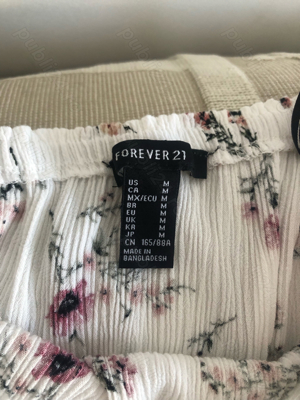 FOREVER 21
US M
CA M
MX/ECU M
BR M
EU M
UK M
KR M
JP M
CN 165/88A
MADE IN
BANGLADESH